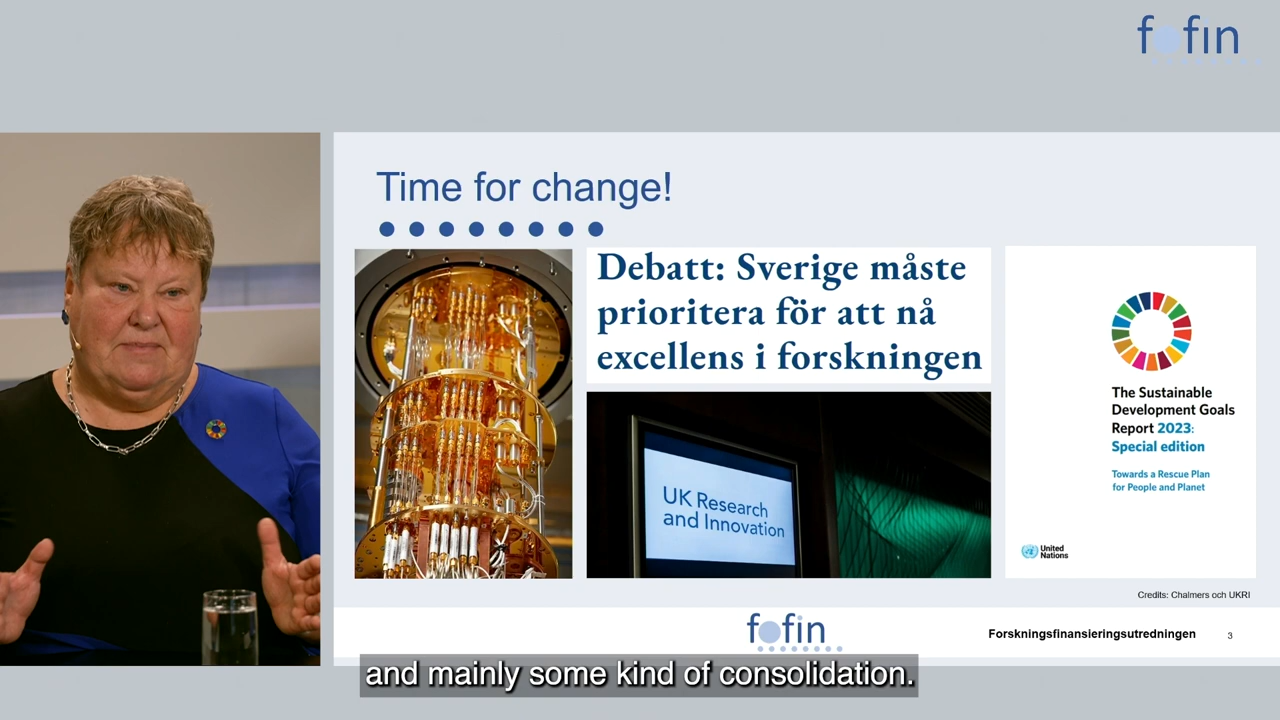 fofin
Time for change!
Debatt: Sverige måste
prioritera för att nå
excellens i forskningen
UK Research
and Innovation
The Sustainable
Development Goals
Report 2023:
Special edition
Towards a Rescue Plan
for People and Planet
United
Nations
Credits: Chalmers och UKRI
fofin
Forskningsfinansieringsutredningen
3
and mainly some kind of consolidation.